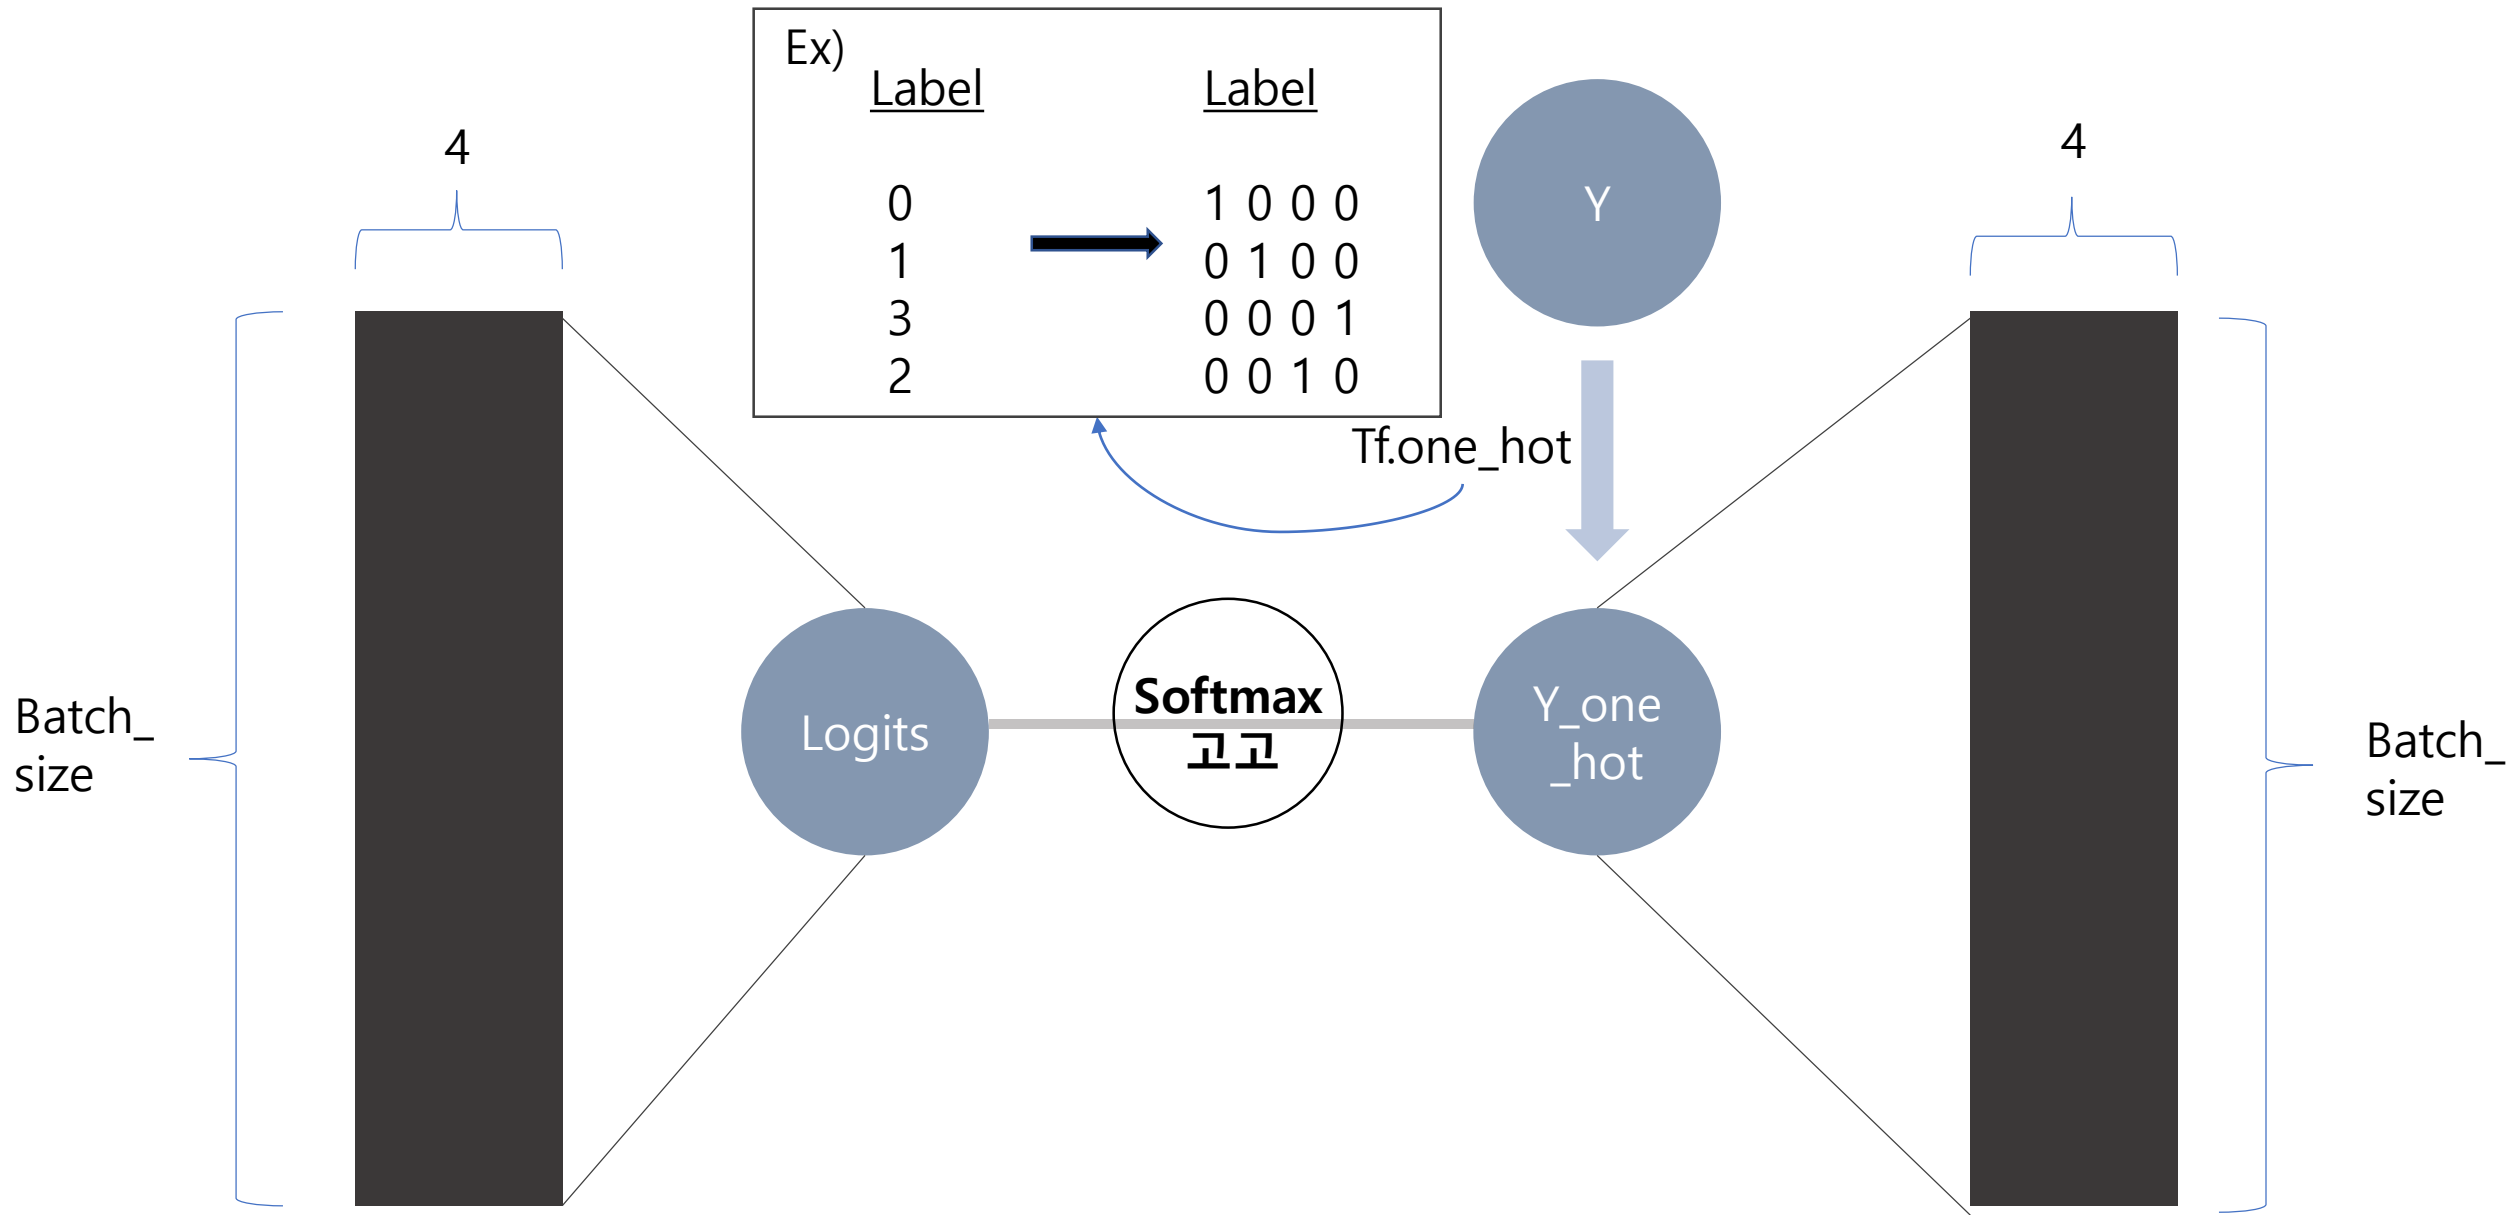 Ex)
Label Label
0 1 0 0 0
1 0 1 0 0
3 0 0 0 1
2 0 0 1 0
4
4
Y
Tf.one_hot
Batch_
size
Logits
Softmax
고고
Y_one
_hot
Batch_
size